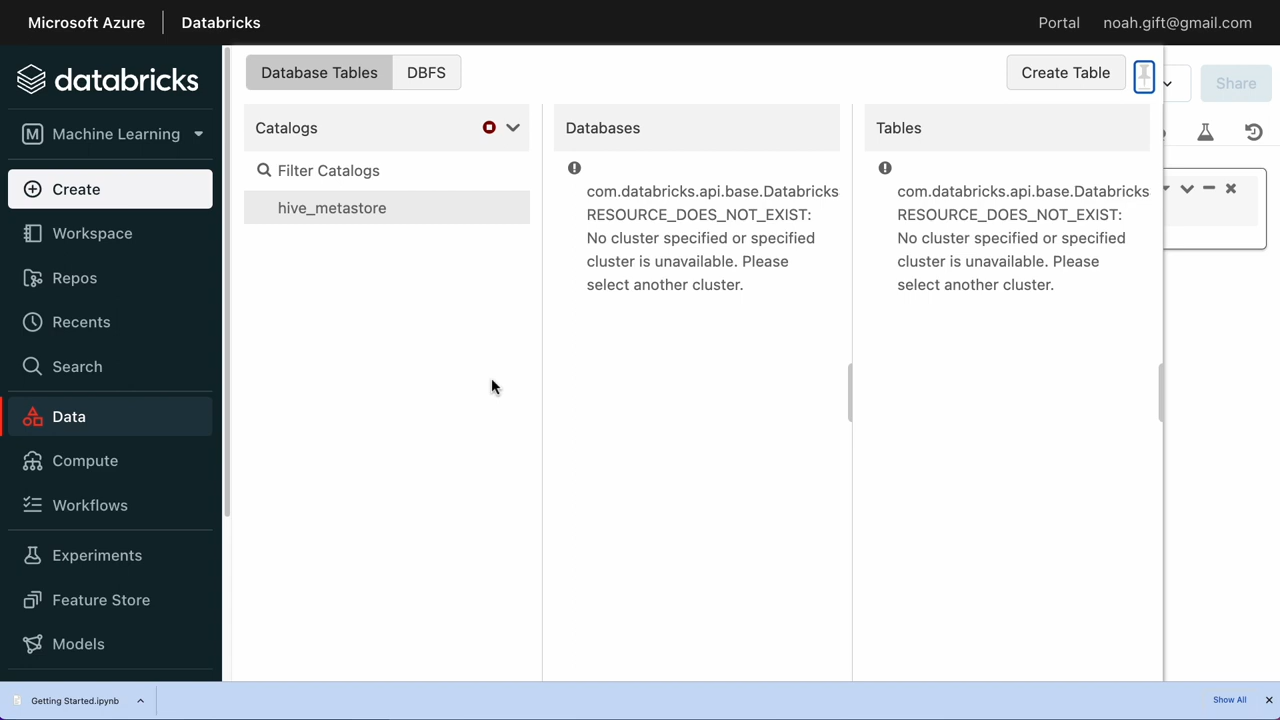 Microsoft Azure
Databricks
Portal
noah.gift@gmail.com
databricks
M Machine Learning
Create
Workspace
Repos
Recents
Search
Data
Compute
Workflows
Experiments
Feature Store
Models
Database Tables
DBFS
Create Table
Share
Catalogs
Filter Catalogs
hive_metastore
Databases
com.databricks.api.base.Databricks
RESOURCE_DOES_NOT_EXIST:
No cluster specified or specified
cluster is unavailable. Please
select another cluster.
Tables
com.databricks.api.base.Databricks
RESOURCE_DOES_NOT_EXIST:
No cluster specified or specified
cluster is unavailable. Please
select another cluster.
Getting Started.ipynb
Show All